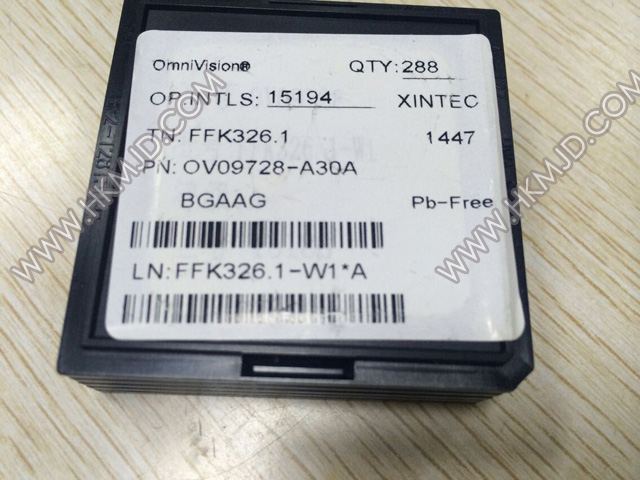 OmniVision® QTY: 288
OP.INTLS: 15194 XINTEC
TN: FFK326.1 1447
PN: OV09728-A30A
BGAAG Pb-Free
LN: FFK326.1-W1*A
WWW.HKMJD.COM
WWW.HKMJD.COM